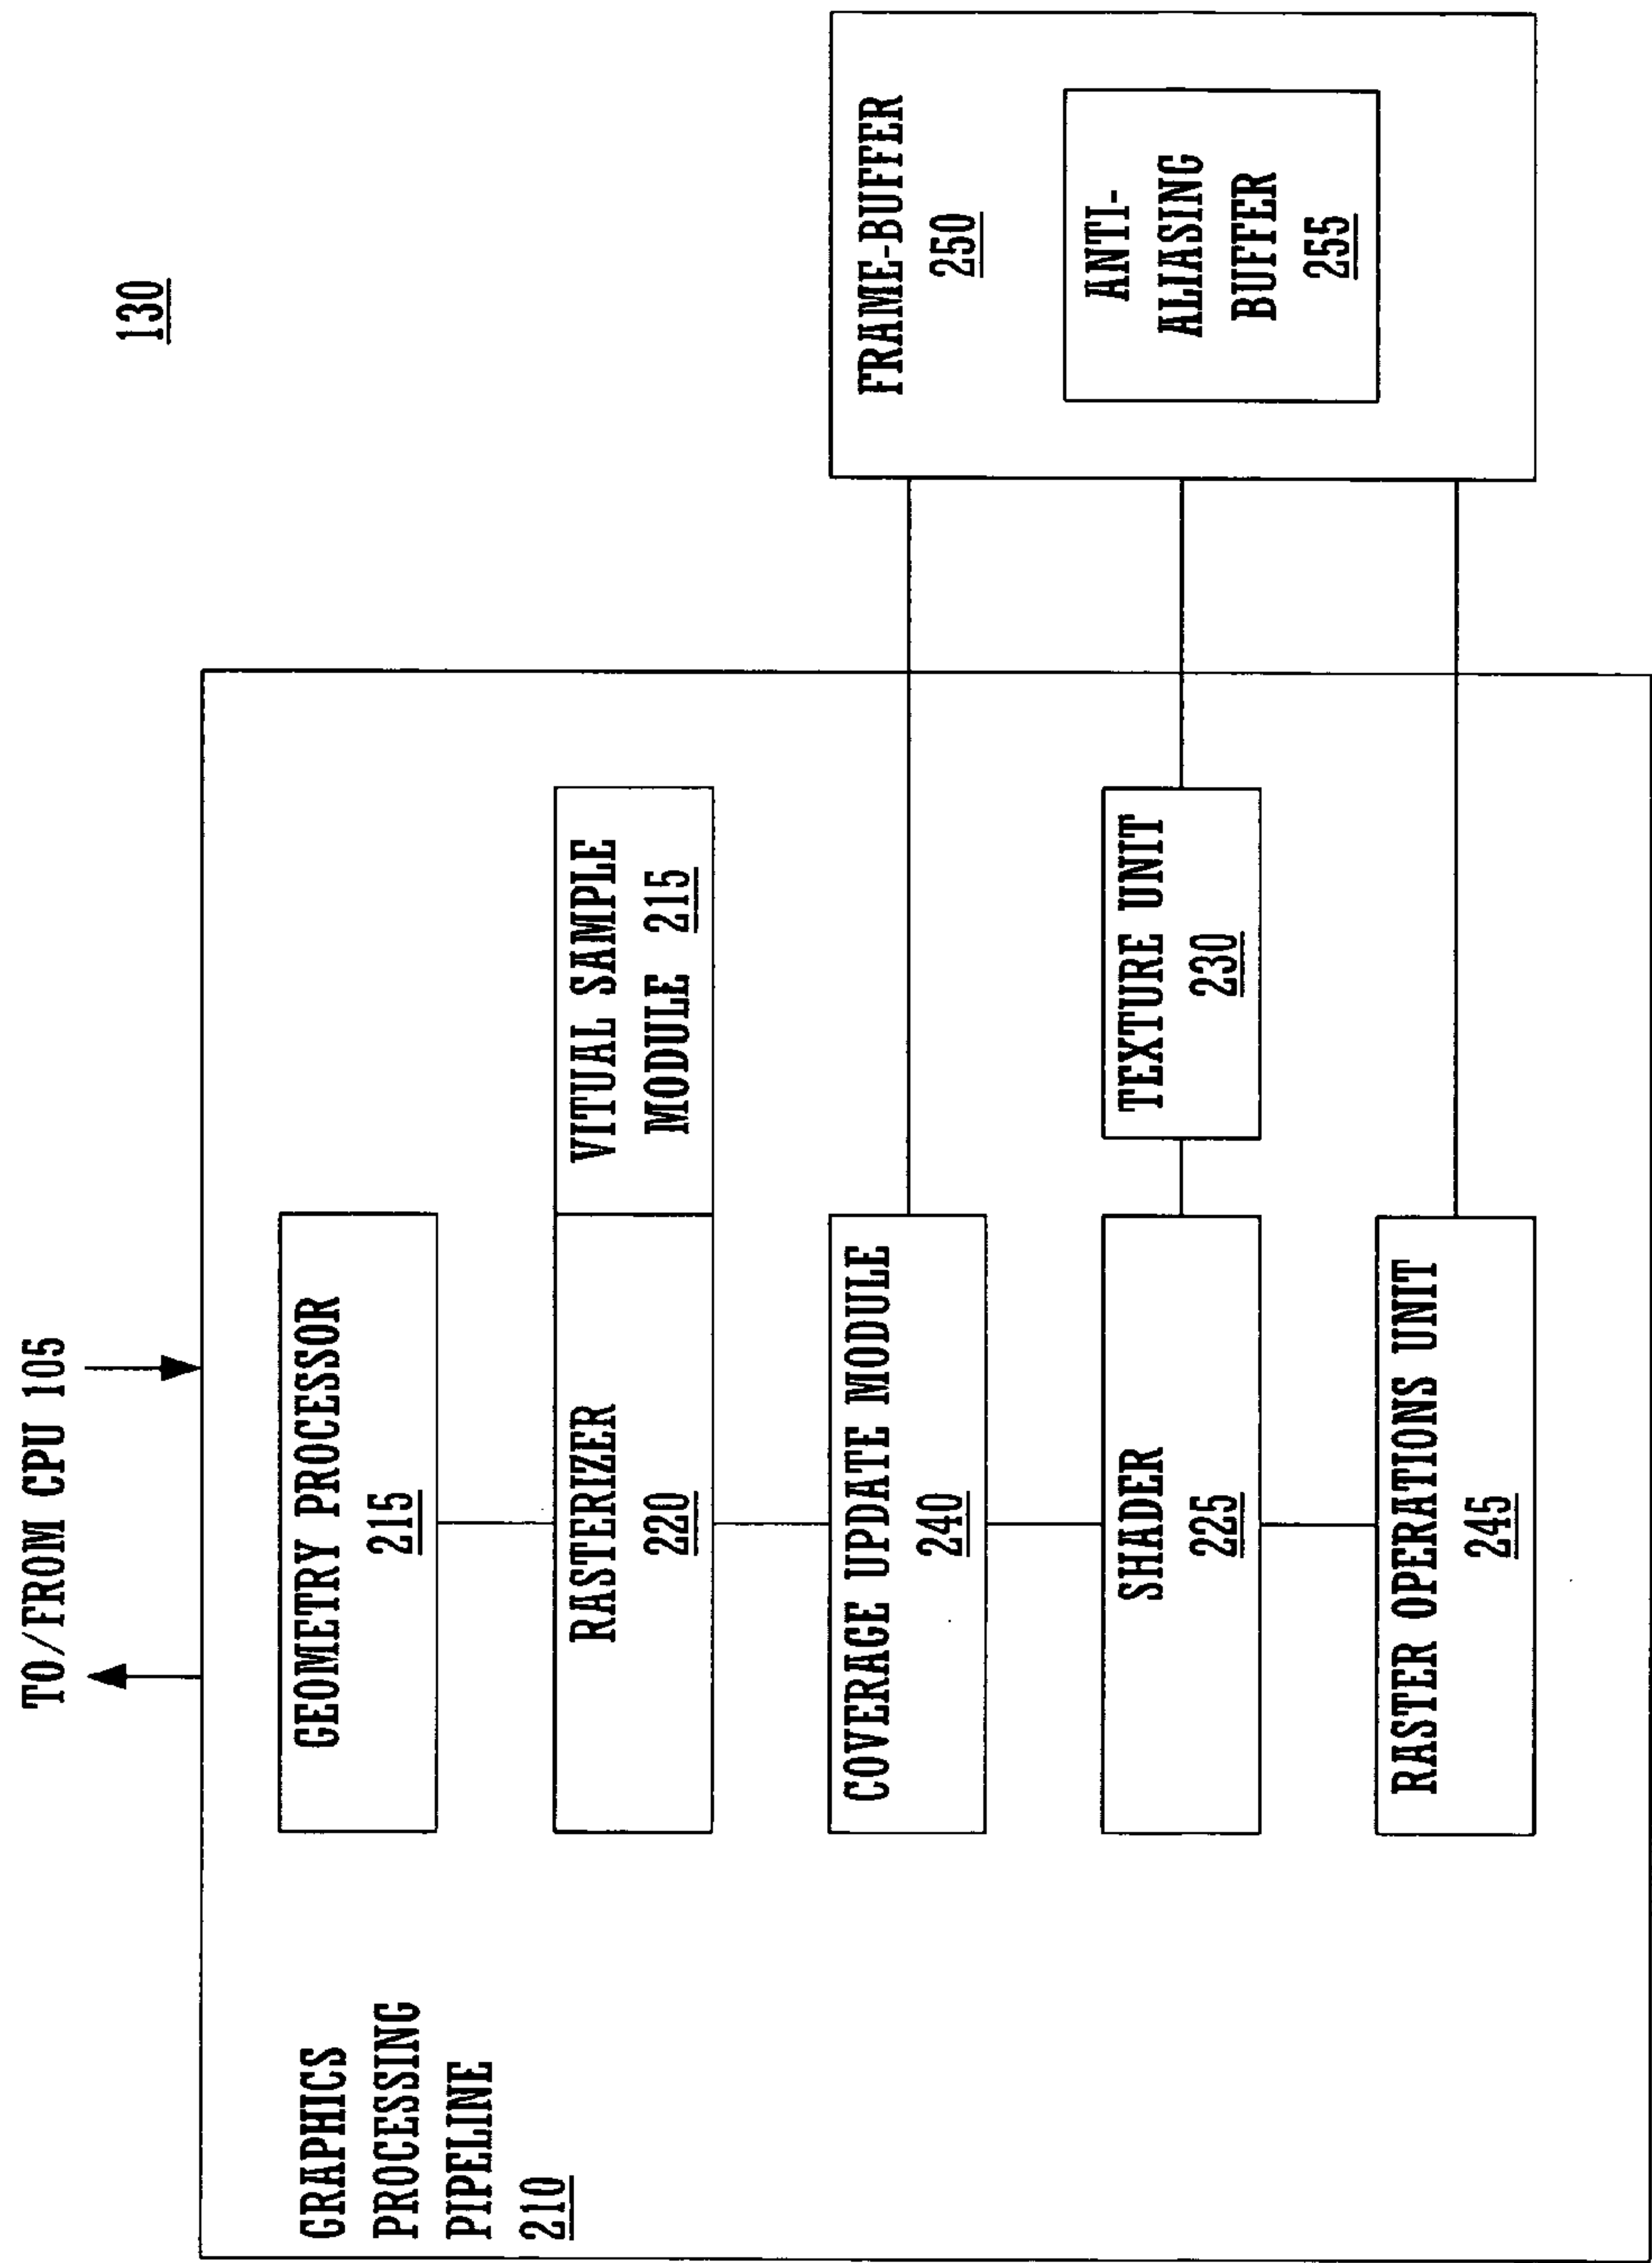 130
TO/FROM CPU 105
GRAPHICS
PROCESSING
PIPELINE
210
GEOMETRY PROCESSOR
215
RASTERIZER
220
VITUAL SAMPLE
MODULE 215
COVERAGE UPDATE MODULE
240
SHADER
225
TEXTURE UNIT
230
RASTER OPERATIONS UNIT
245
FRAME-BUFFER
250
ANTI-
ALIASING
BUFFER
255